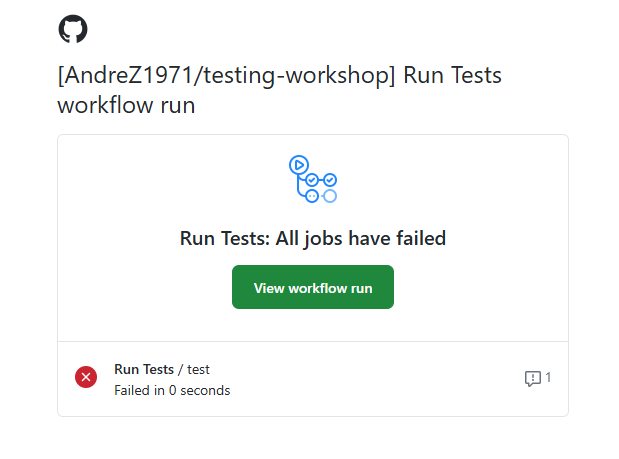 [AndreZ1971/testing-workshop] Run Tests
workflow run
Run Tests: All jobs have failed
View workflow run
Run Tests / test
Failed in 0 seconds
1